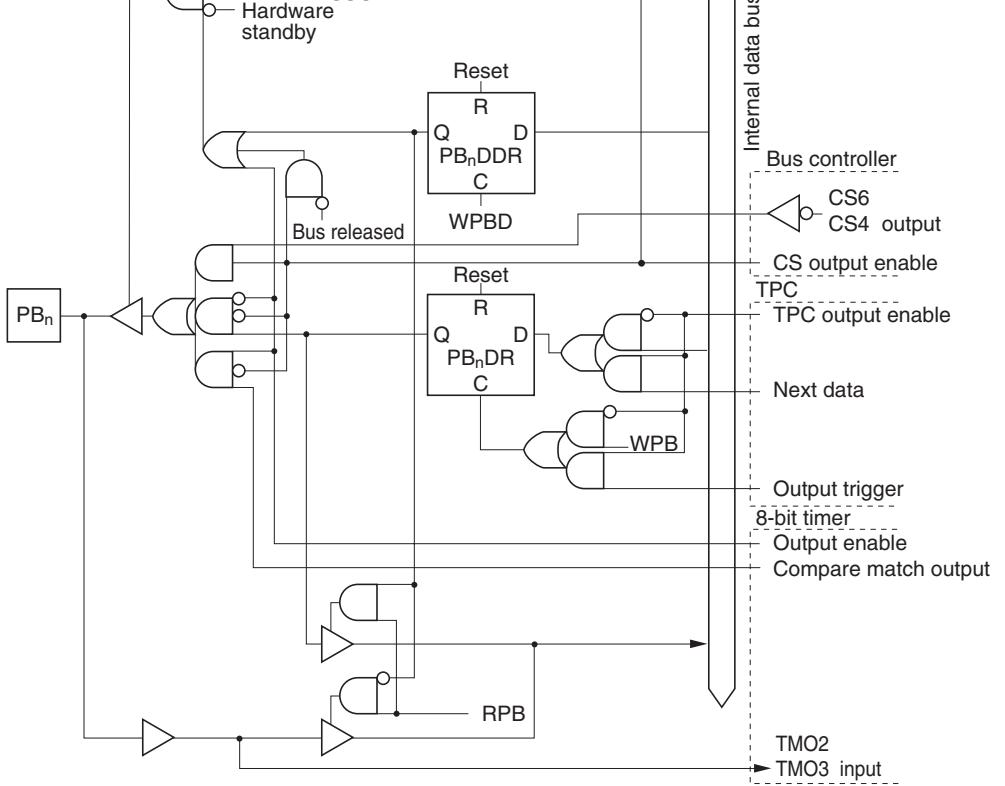 Hardware
standby
Internal data bus
Reset
R
Q D
PBnDDR
C
WPBD
Bus released
Bus controller
CS6
CS4 output
CS output enable
TPC
TPC output enable
Reset
R
Q D
PBnDR
C
PBn
Next data
WPB
Output trigger
8-bit timer
Output enable
Compare match output
RPB
TMO2
TMO3 input